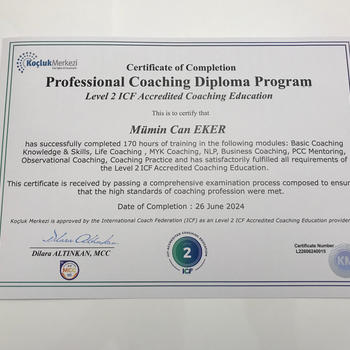 KoçlukMerkezi
Certificate of Completion
Professional Coaching Diploma Program
Level 2 ICF Accredited Coaching Education
This is to certify that
Mümin Can EKER
has successfully completed 170 hours of training in the following modules: Basic Coaching
Knowledge & Skills, Life Coaching , MYK Coaching, NLP, Business Coaching, PCC Mentoring,
Observational Coaching, Coaching Practice and has satisfactorily fulfilled all requirements of
the Level 2 ICF Accredited Coaching Education.
This certificate is received by passing a comprehensive examination process composed to ensure
that the high standards of coaching profession were met.
Date of Completion : 26 June 2024
Koçluk Merkezi is approved by the International Coach Federation (ICF) as an Level 2 ICF Accredited Coaching Education provider
Dilara Altınkan
Dilara ALTINKAN, MCC
MCC
2
ICF
Certificate Number
L22606240015
KM